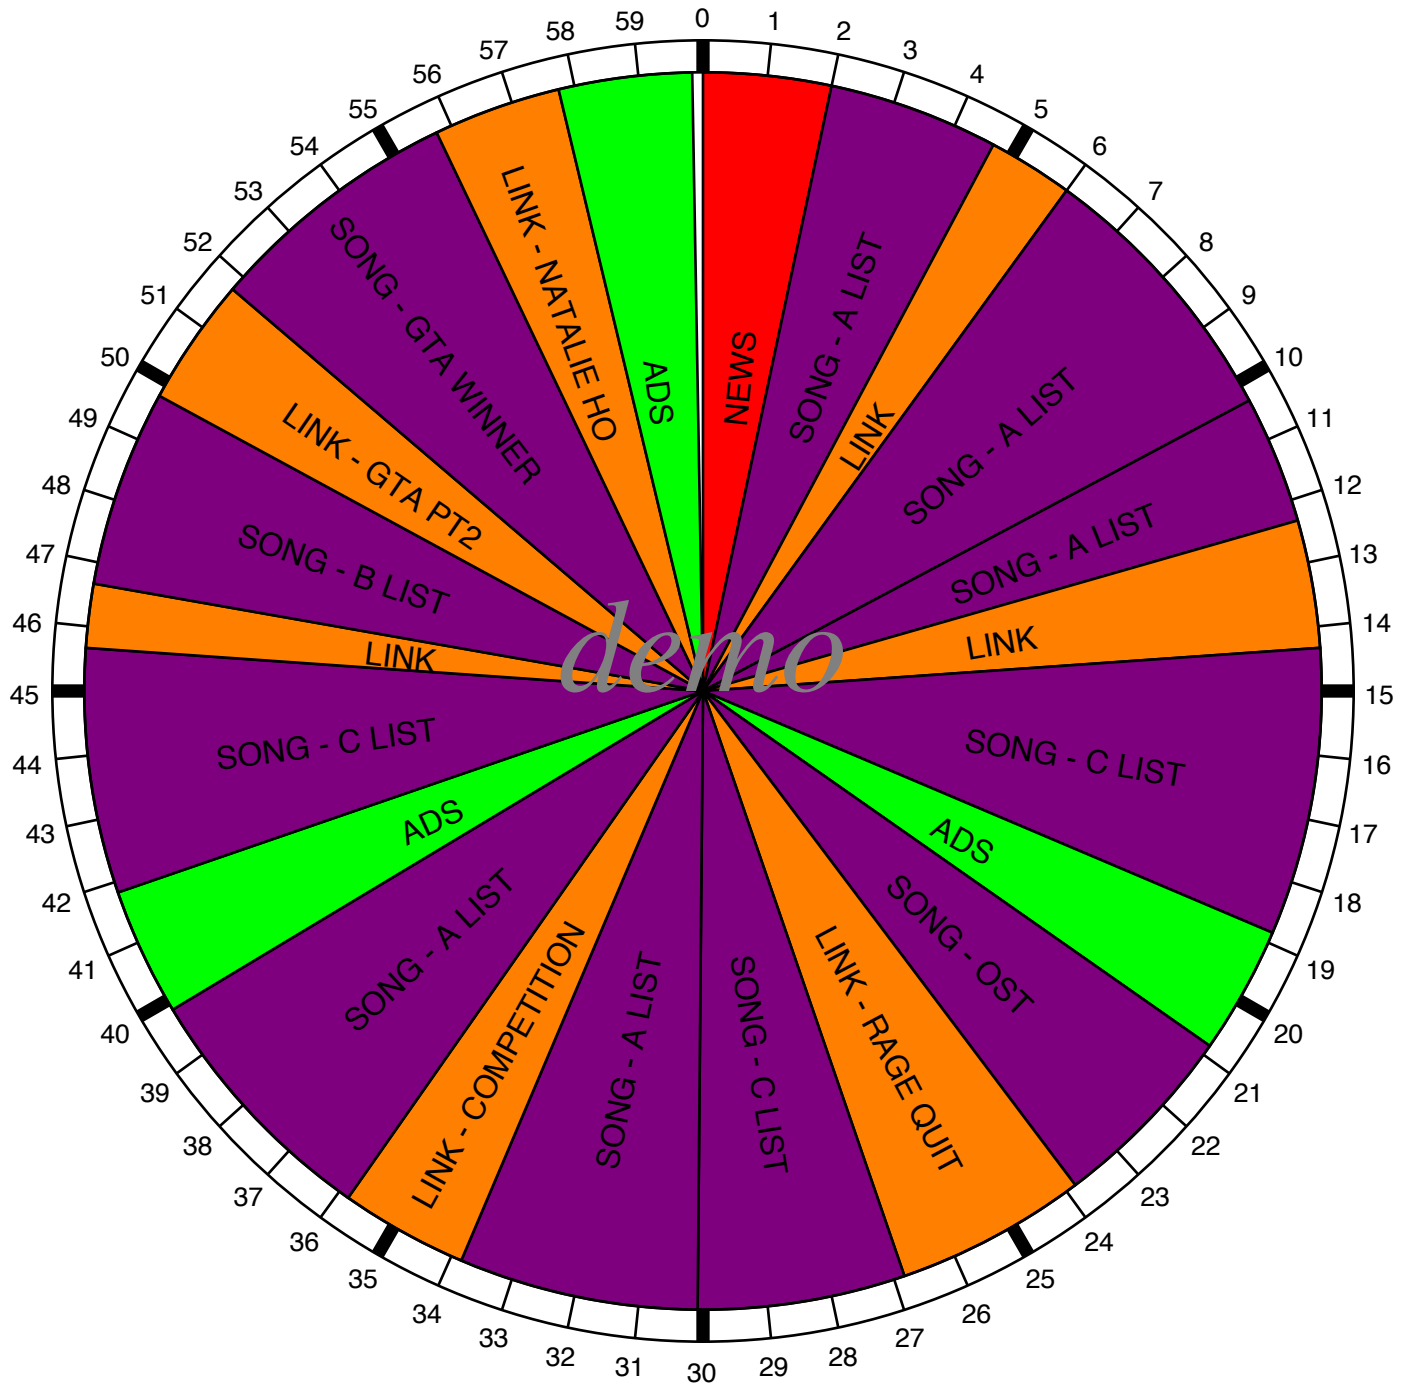 0
1
2
3
4
5
6
7
8
9
10
11
12
13
14
15
16
17
18
19
20
21
22
23
24
25
26
27
28
29
30
31
32
33
34
35
36
37
38
39
40
41
42
43
44
45
46
47
48
49
50
51
52
53
54
55
56
57
58
59
NEWS
SONG - A LIST
LINK
SONG - A LIST
SONG - A LIST
LINK
SONG - C LIST
ADS
SONG - OST
LINK - RAGE QUIT
SONG - C LIST
SONG - A LIST
LINK - COMPETITION
SONG - A LIST
ADS
SONG - C LIST
LINK
SONG - B LIST
LINK - GTA PT2
SONG - GTA WINNER
LINK - NATALIE HO
ADS
demo